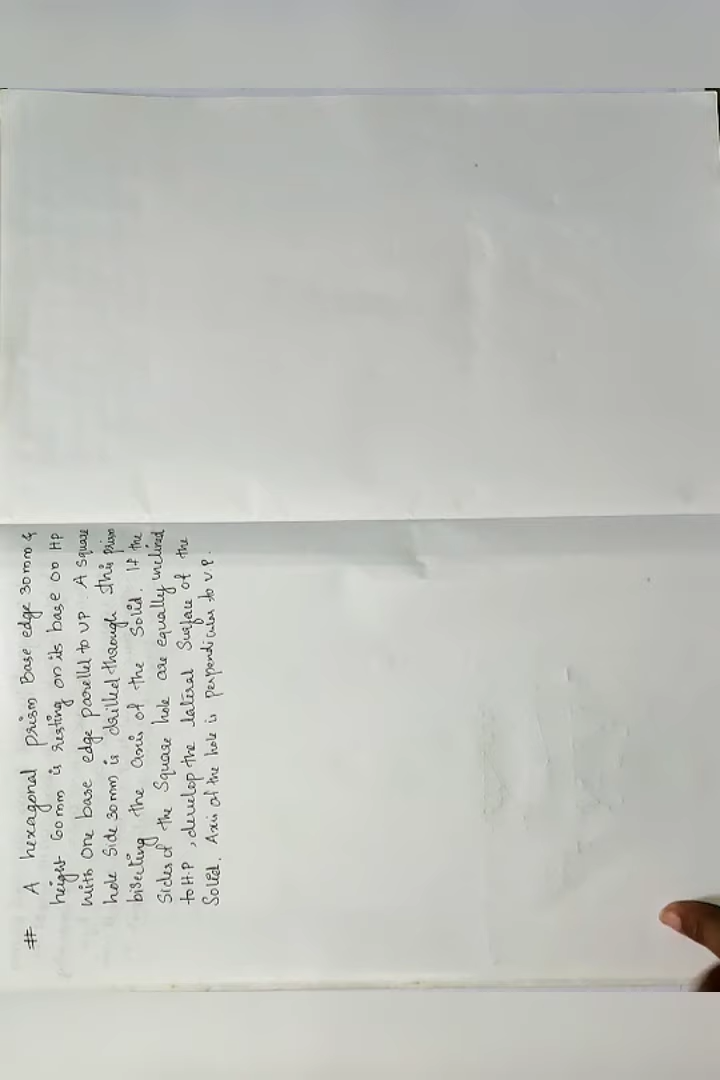 # A hexagonal prism Base edge 30mm &
height 60mm is resting on its base on HP
with one base edge parellel to VP. A square
hole side 30mm is drilled through this prism
bisecting the axis of the solid. If the
sides of the square hole are equally inclined
to H.P, develop the lateral surface of the
Solid. Axis of the hole is perpendicular to V.P.